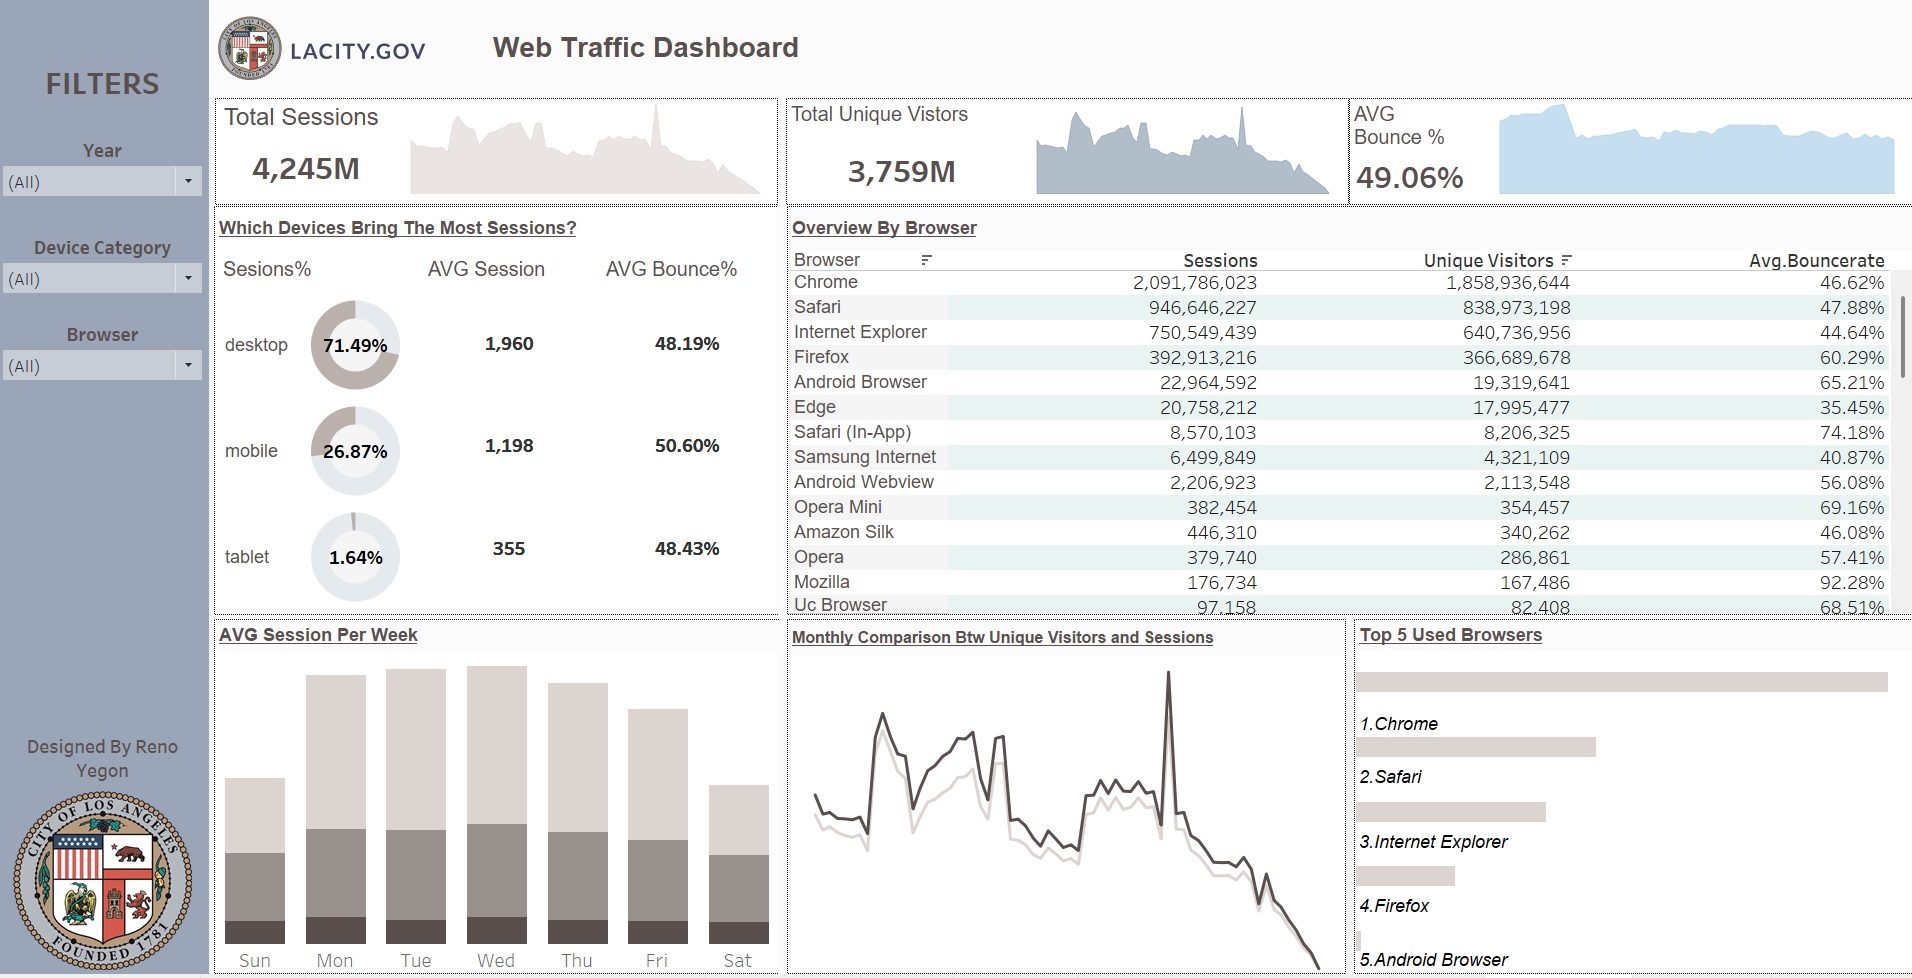 FILTERS
Year
(All)
Device Category
(All)
Browser
(All)
Designed By Reno
Yegon
CITY OF LOS ANGELES
FOUNDED 1781
LACITY.GOV
Web Traffic Dashboard
Total Sessions
4,245M
Total Unique Vistors
3,759M
AVG
Bounce %
49.06%
Which Devices Bring The Most Sessions?
Sesions% AVG Session AVG Bounce%
desktop 71.49% 1,960 48.19%
mobile 26.87% 1,198 50.60%
tablet 1.64% 355 48.43%
Overview By Browser
Browser Sessions Unique Visitors Avg.Bouncerate
Chrome 2,091,786,023 1,858,936,644 46.62%
Safari 946,646,227 838,973,198 47.88%
Internet Explorer 750,549,439 640,736,956 44.64%
Firefox 392,913,216 366,689,678 60.29%
Android Browser 22,964,592 19,319,641 65.21%
Edge 20,758,212 17,995,477 35.45%
Safari (In-App) 8,570,103 8,206,325 74.18%
Samsung Internet 6,499,849 4,321,109 40.87%
Android Webview 2,206,923 2,113,548 56.08%
Opera Mini 382,454 354,457 69.16%
Amazon Silk 446,310 340,262 46.08%
Opera 379,740 286,861 57.41%
Mozilla 176,734 167,486 92.28%
Uc Browser 97,158 82,408 68.51%
AVG Session Per Week
Sun Mon Tue Wed Thu Fri Sat
Monthly Comparison Btw Unique Visitors and Sessions
Top 5 Used Browsers
1.Chrome
2.Safari
3.Internet Explorer
4.Firefox
5.Android Browser